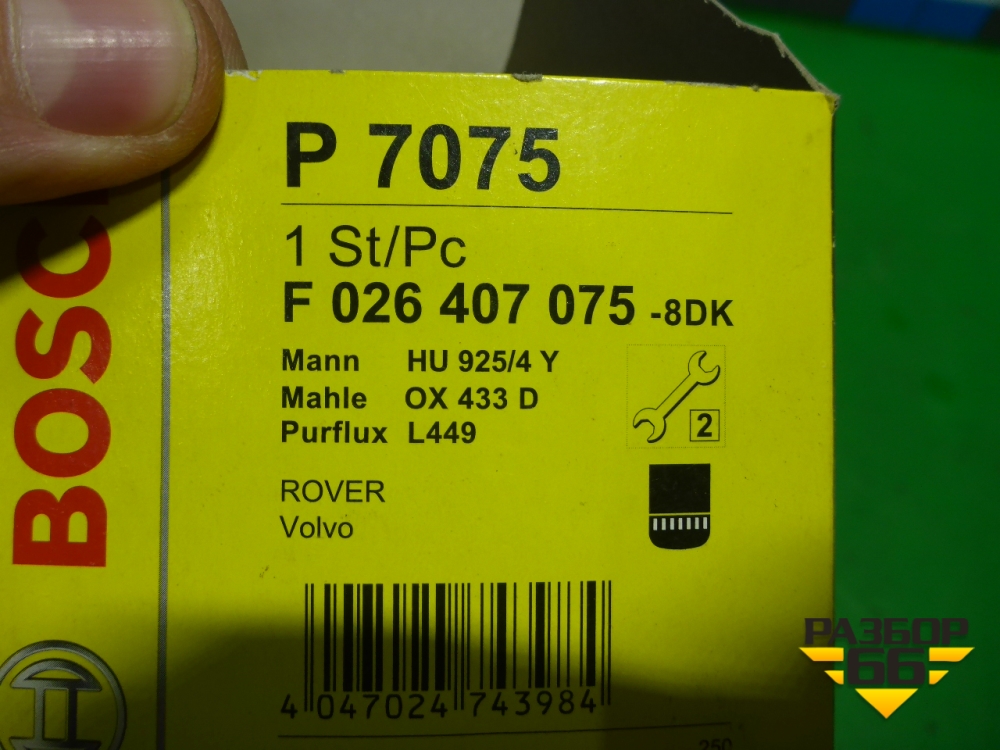 BOSCH
P 7075
1 St/Pc
F 026 407 075 -8DK
Mann HU 925/4 Y
Mahle OX 433 D
Purflux L449
2
ROVER
Volvo
4 047024 743984
РАЗБОР
66